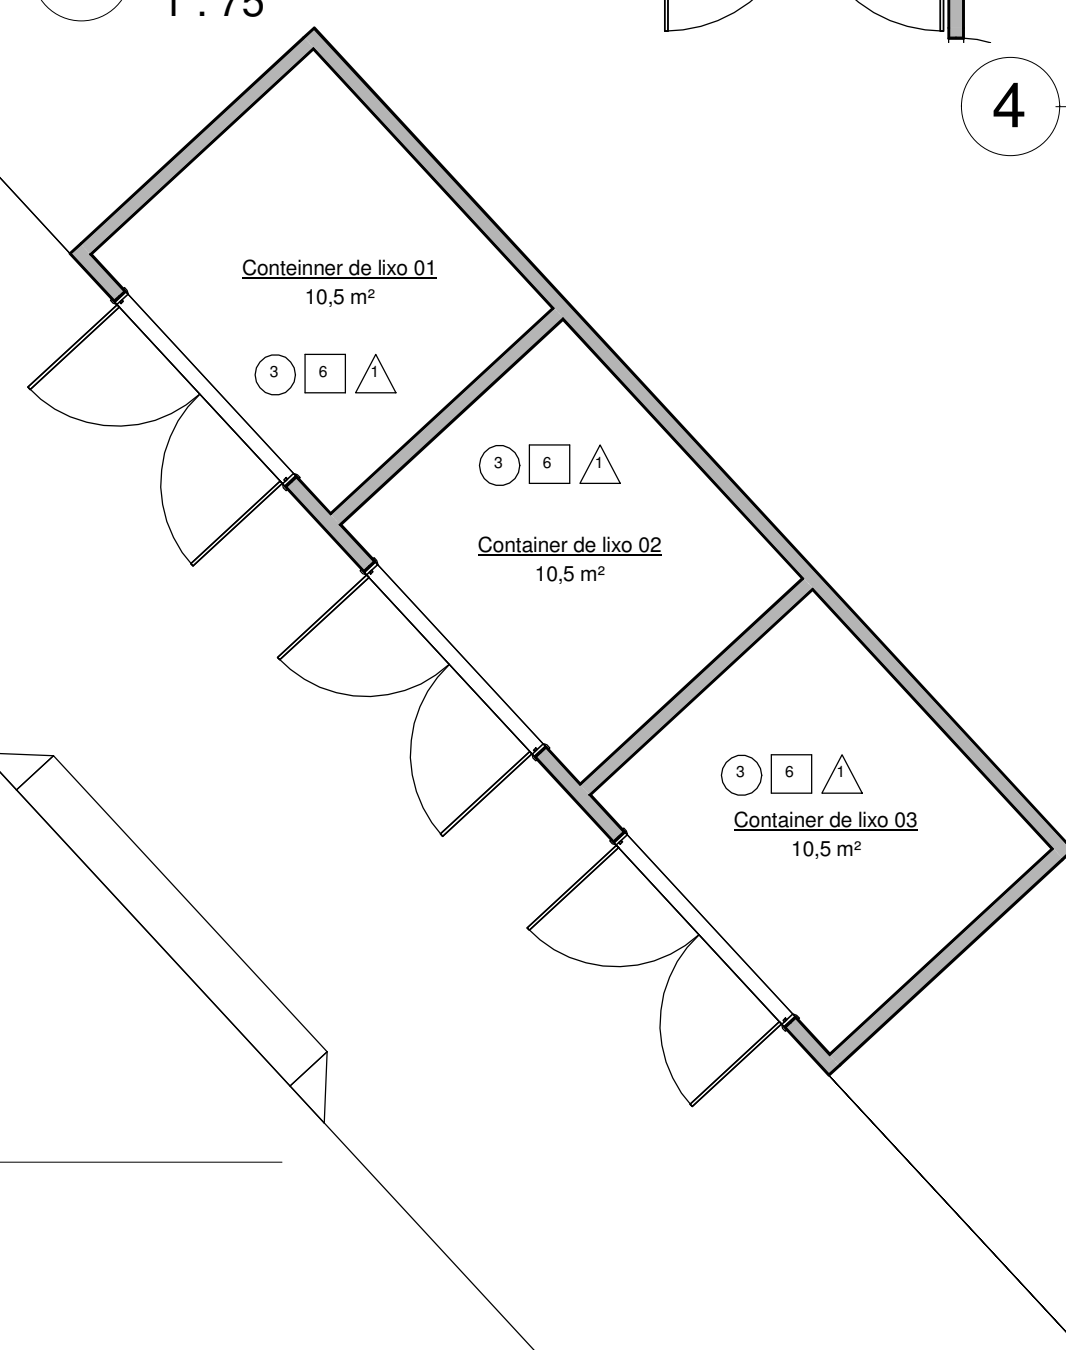 1 : 75
4
Conteinner de lixo 01
10,5 m²
3 6 1
3 6 1
Container de lixo 02
10,5 m²
3 6 1
Container de lixo 03
10,5 m²